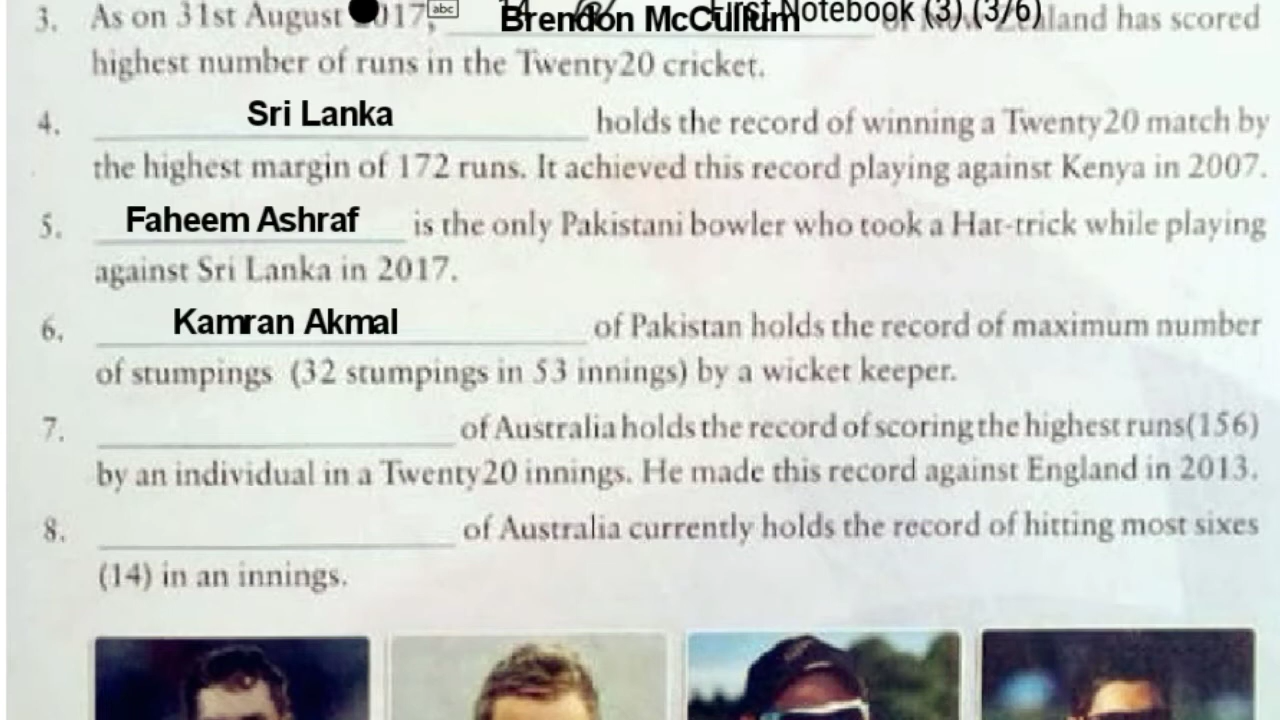 3. As on 31st August 2017, abc Brendon McCullum First Notebook (3) (3/6) of New Zealand has scored
highest number of runs in the Twenty20 cricket.
4. Sri Lanka holds the record of winning a Twenty20 match by
the highest margin of 172 runs. It achieved this record playing against Kenya in 2007.
5. Faheem Ashraf is the only Pakistani bowler who took a Hat-trick while playing
against Sri Lanka in 2017.
6. Kamran Akmal of Pakistan holds the record of maximum number
of stumpings (32 stumpings in 53 innings) by a wicket keeper.
7. of Australia holds the record of scoring the highest runs(156)
by an individual in a Twenty20 innings. He made this record against England in 2013.
8. of Australia currently holds the record of hitting most sixes
(14) in an innings.